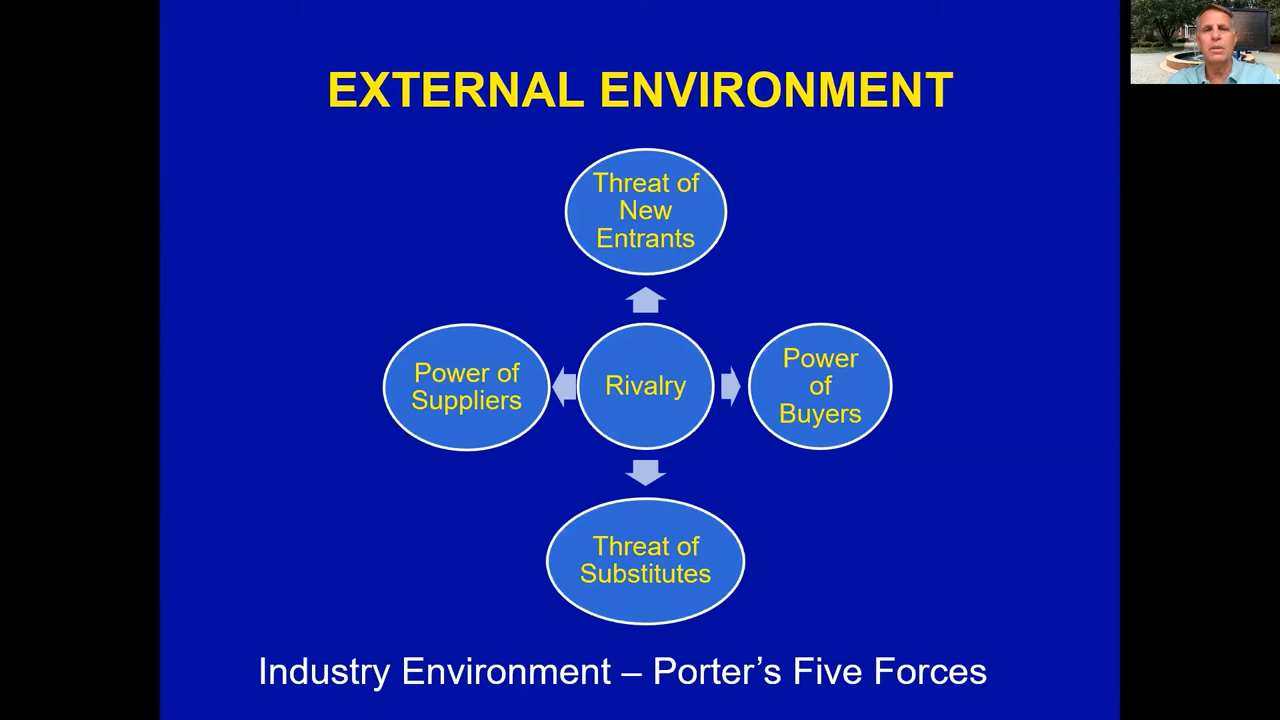 EXTERNAL ENVIRONMENT
Threat of
New
Entrants
Power of
Suppliers
Rivalry
Power
of
Buyers
Threat of
Substitutes
Industry Environment – Porter’s Five Forces